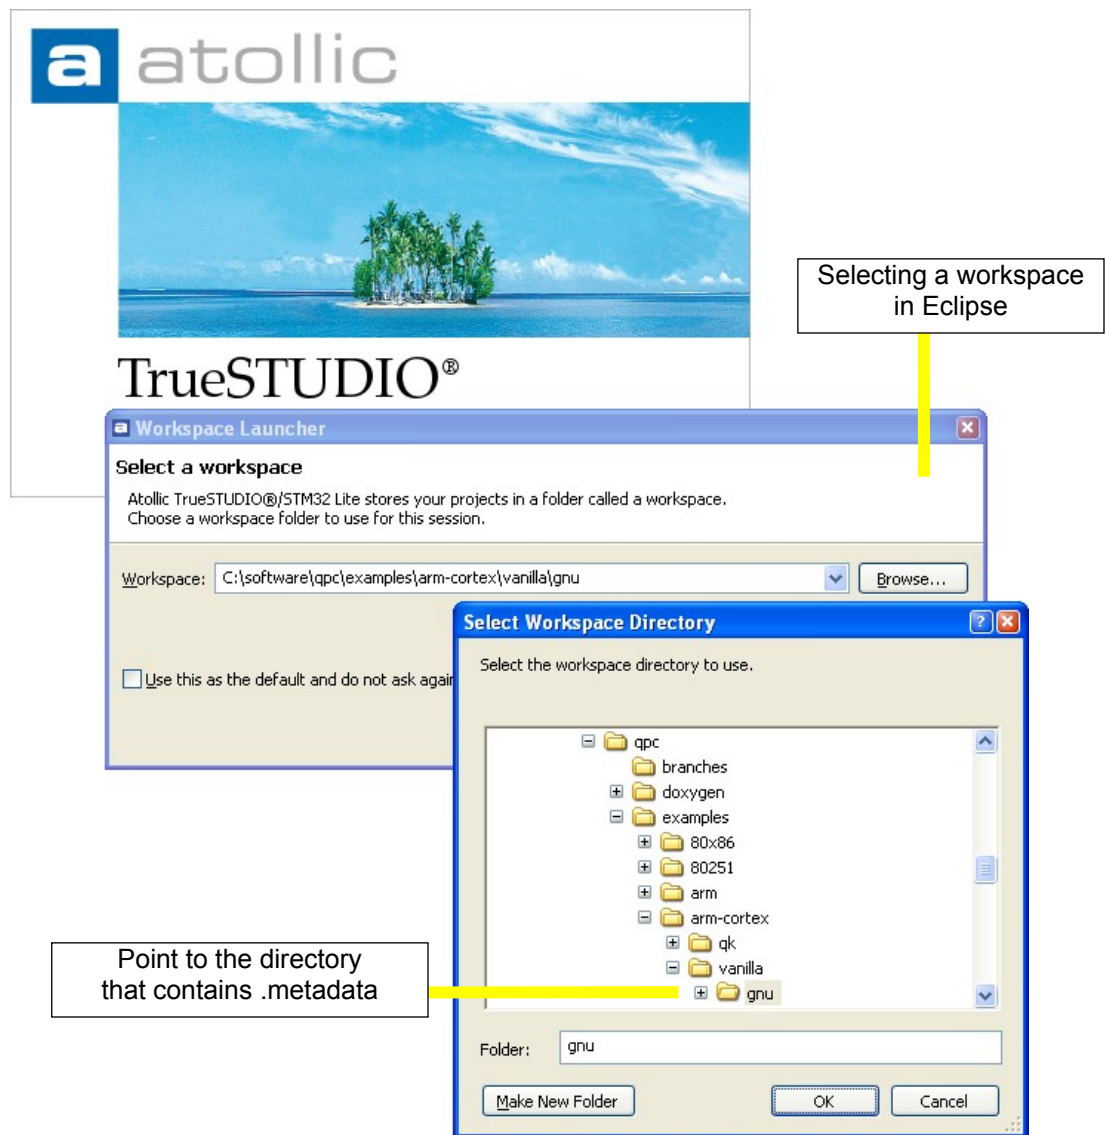 a atollic
Selecting a workspace
in Eclipse
TrueSTUDIO®
a Workspace Launcher
Select a workspace
Atollic TrueSTUDIO®/STM32 Lite stores your projects in a folder called a workspace.
Choose a workspace folder to use for this session.
Workspace: C:\software\qpc\examples\arm-cortex\vanilla\gnu Browse...
Select Workspace Directory
Select the workspace directory to use.
Use this as the default and do not ask again
qpc
branches
doxygen
examples
80x86
80251
arm
arm-cortex
qk
vanilla
gnu
Point to the directory
that contains .metadata
Folder: gnu
Make New Folder OK Cancel